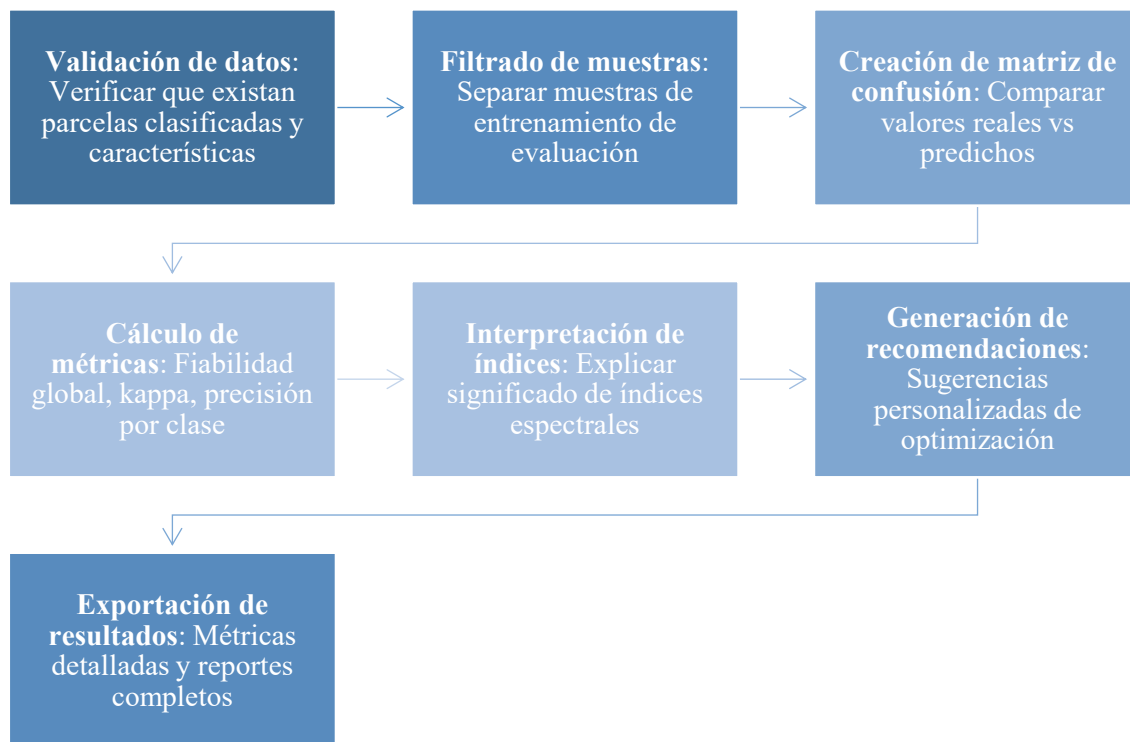 Validación de datos:
Verificar que existan
parcelas clasificadas y
características
Filtrado de muestras:
Separar muestras de
entrenamiento de
evaluación
Creación de matriz de
confusión: Comparar
valores reales vs
predichos
Cálculo de
métricas: Fiabilidad
global, kappa, precisión
por clase
Interpretación de
índices: Explicar
significado de índices
espectrales
Generación de
recomendaciones:
Sugerencias
personalizadas de
optimización
Exportación de
resultados: Métricas
detalladas y reportes
completos